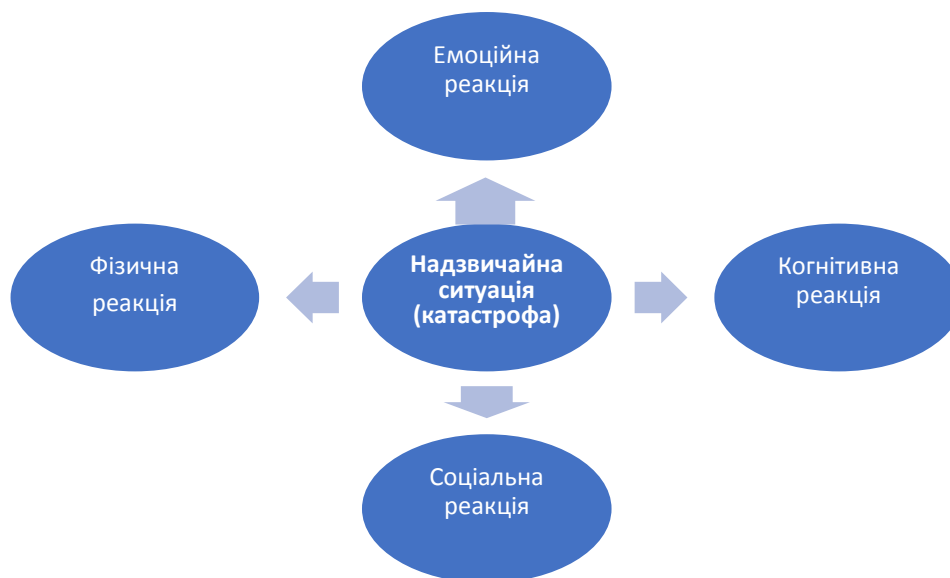 Емоційна
реакція
Фізична
реакція
Надзвичайна
ситуація
(катастрофа)
Когнітивна
реакція
Соціальна
реакція